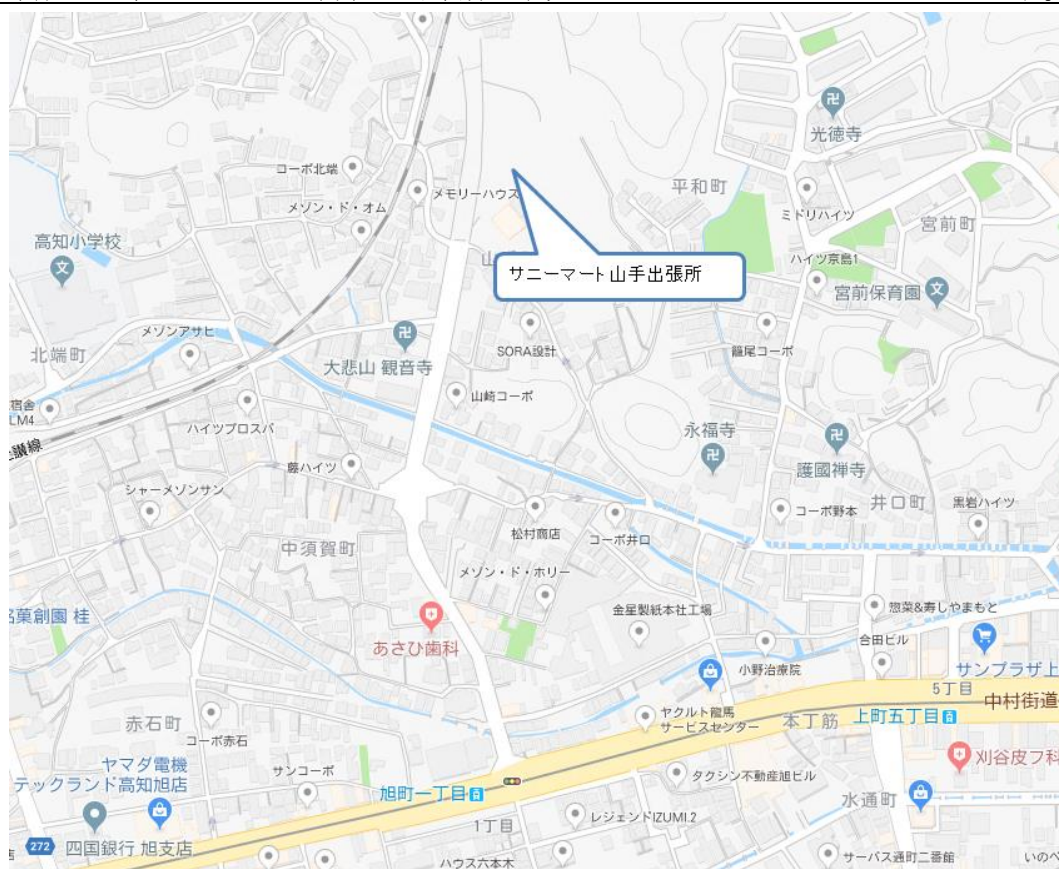 光徳寺
コーポ北端
メモリーハウス
平和町
メゾン・ド・オム
ミドリハイツ
宮前町
高知小学校
山
サニーマート山手出張所
ハイツ京島1
宮前保育園
メゾンアサヒ
北端町
大悲山 観音寺
SORA設計
籠尾コーポ
宿舎
LM4
山崎コーポ
ハイツプロスパ
永福寺
讃線
藤ハイツ
護國禅寺
シャーメゾンサン
コーポ野本
井口町
黒岩ハイツ
松村商店
コーポ井口
中須賀町
メゾン・ド・ホリー
金星製紙本社工場
惣菜&寿しやまもと
菓創園 桂
あさひ歯科
合田ビル
小野治療院
サンプラザ上
5丁目
中村街道
赤石町
コーポ赤石
ヤクルト龍馬
サービスセンター
本丁筋
上町五丁目
刈谷皮フ科
ヤマダ電機
テックランド高知旭店
サンコーポ
旭町一丁目
タクシン不動産旭ビル
水通町
1丁目
レジェンドIZUMI.2
272
四国銀行 旭支店
ハウス六本木
サーパス通町二番館
いのべ